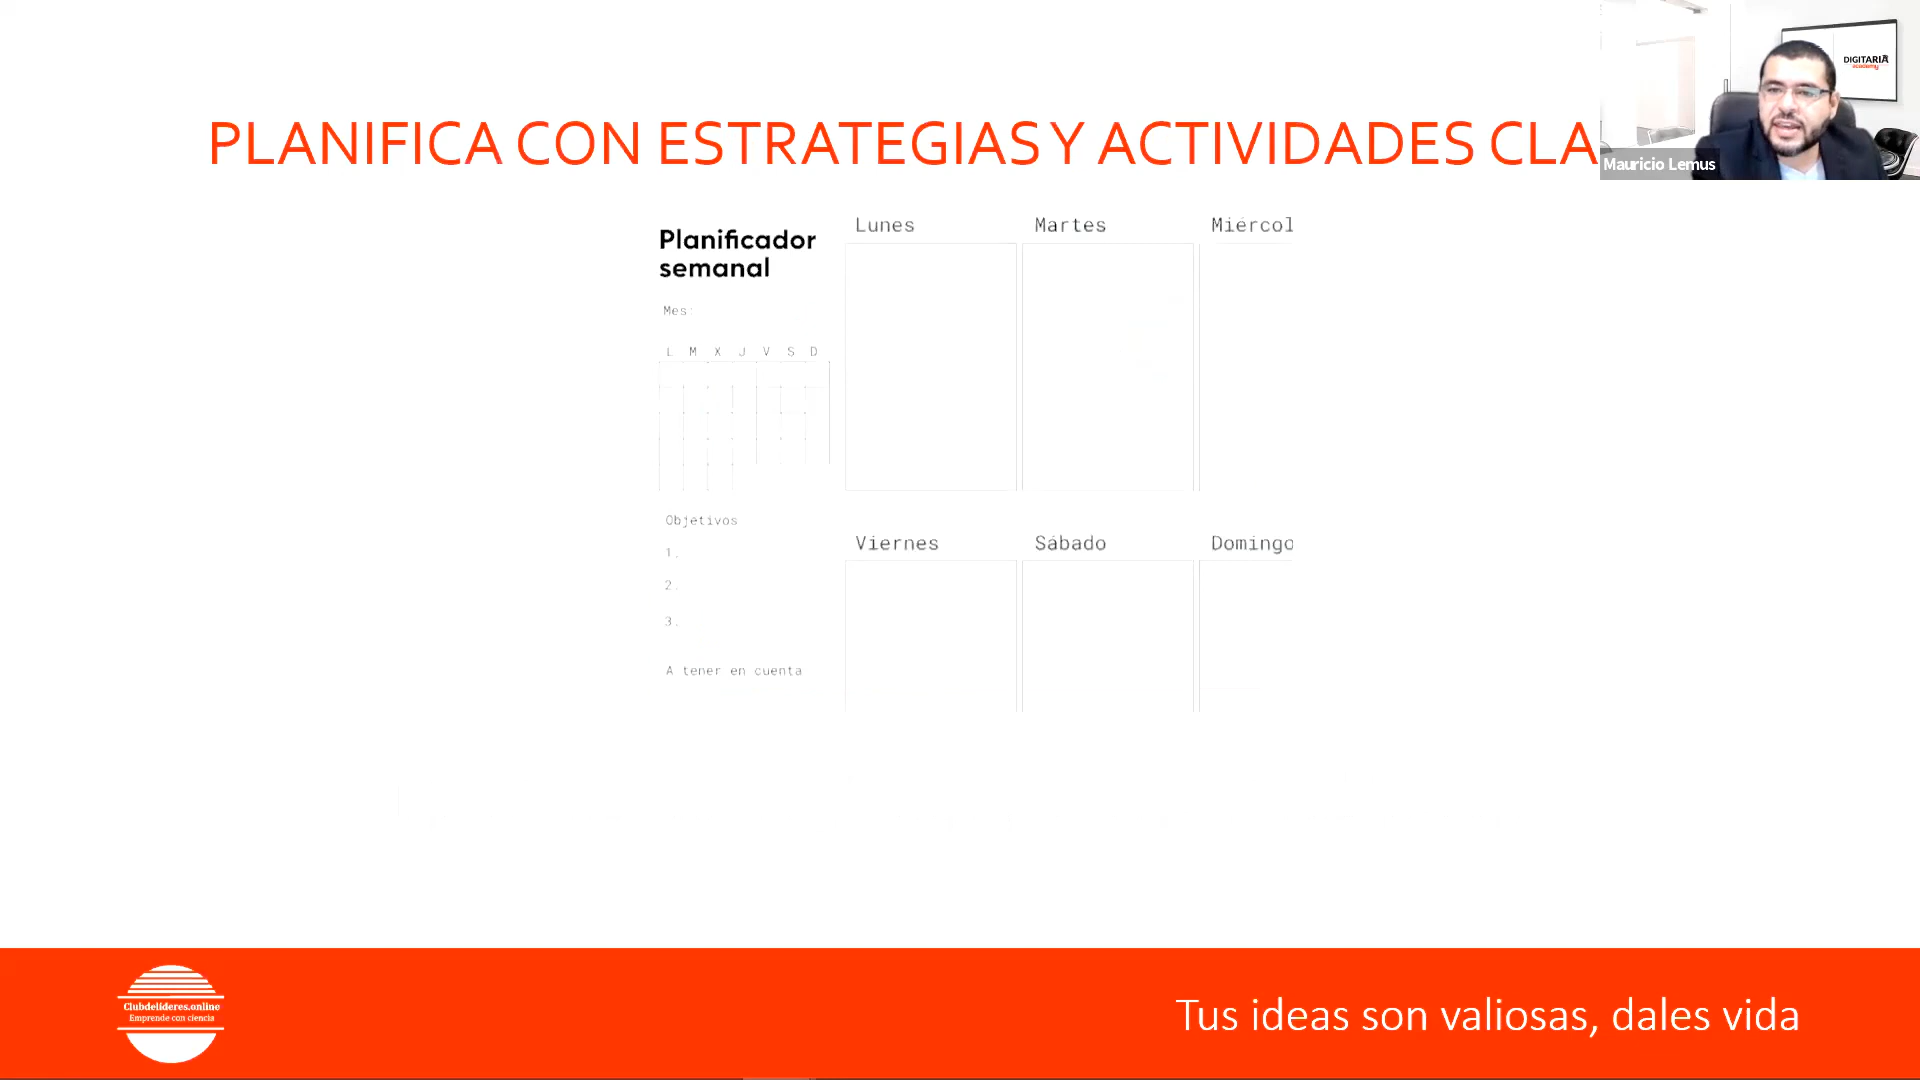 DIGITARIA
academy
PLANIFICA CON ESTRATEGIAS Y ACTIVIDADES CLA
Mauricio Lemus
Planificador
semanal
Mes:
L M X J V S D
Objetivos
1.
2.
3.
A tener en cuenta
Lunes Martes Miércol
Viernes Sábado Domingo
Clubdelideres.online
Emprende con ciencia
Tus ideas son valiosas, dales vida